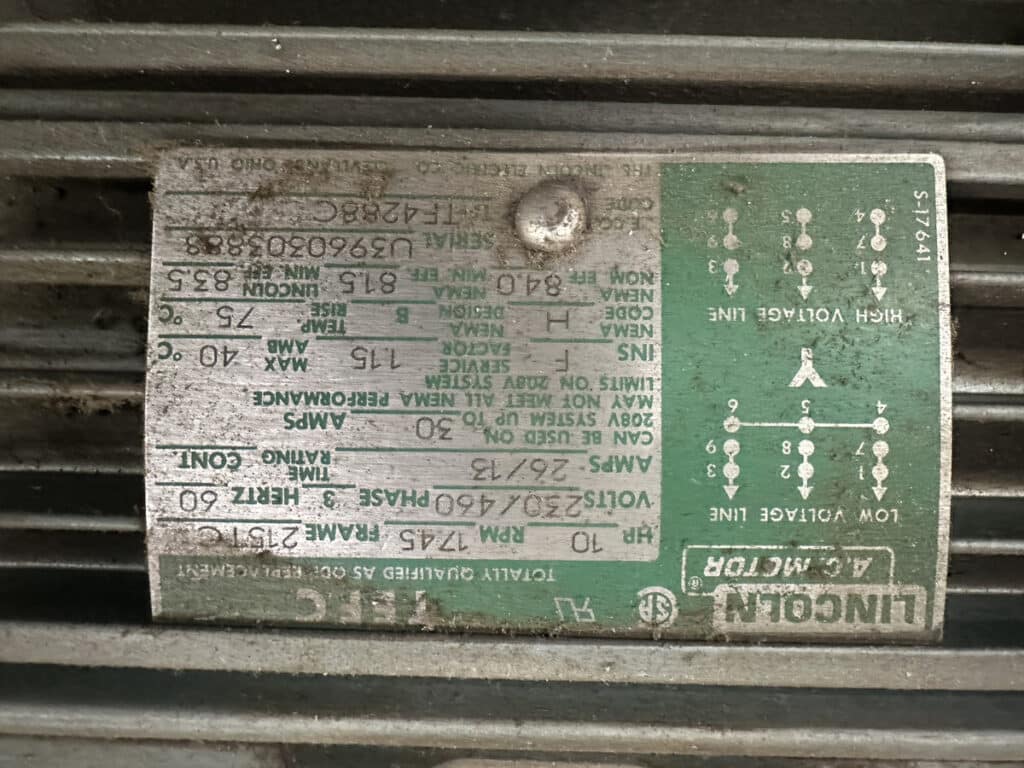 LINCOLN
A.C. MOTOR ®
TEFC
TOTALLY QUALIFIED AS ODP REPLACEMENT
LOW VOLTAGE LINE
1 2 3
7 8 9
4 5 6
Y
HIGH VOLTAGE LINE
1 2 3
7 8 9
4 5 6
S-17641
HP 10 RPM 1745 FRAME 215TC
VOLTS 230/460 PHASE 3 HERTZ 60
AMPS 26/13 TIME RATING CONT.
CAN BE USED ON
208V SYSTEM UP TO 30 AMPS
MAY NOT MEET ALL NEMA PERFORMANCE
LIMITS ON 208V SYSTEM
INS F SERVICE FACTOR 1.15 MAX AMB 40 °C
NEMA CODE H NEMA DESIGN B TEMP RISE 75 °C
NEMA NOM EFF 84.0 NEMA MIN. EFF 81.5 LINCOLN MIN. EFF 83.5
SERIAL U3960303888
CODE TF4288C
THE LINCOLN ELECTRIC CO. CLEVELAND OHIO U.S.A.